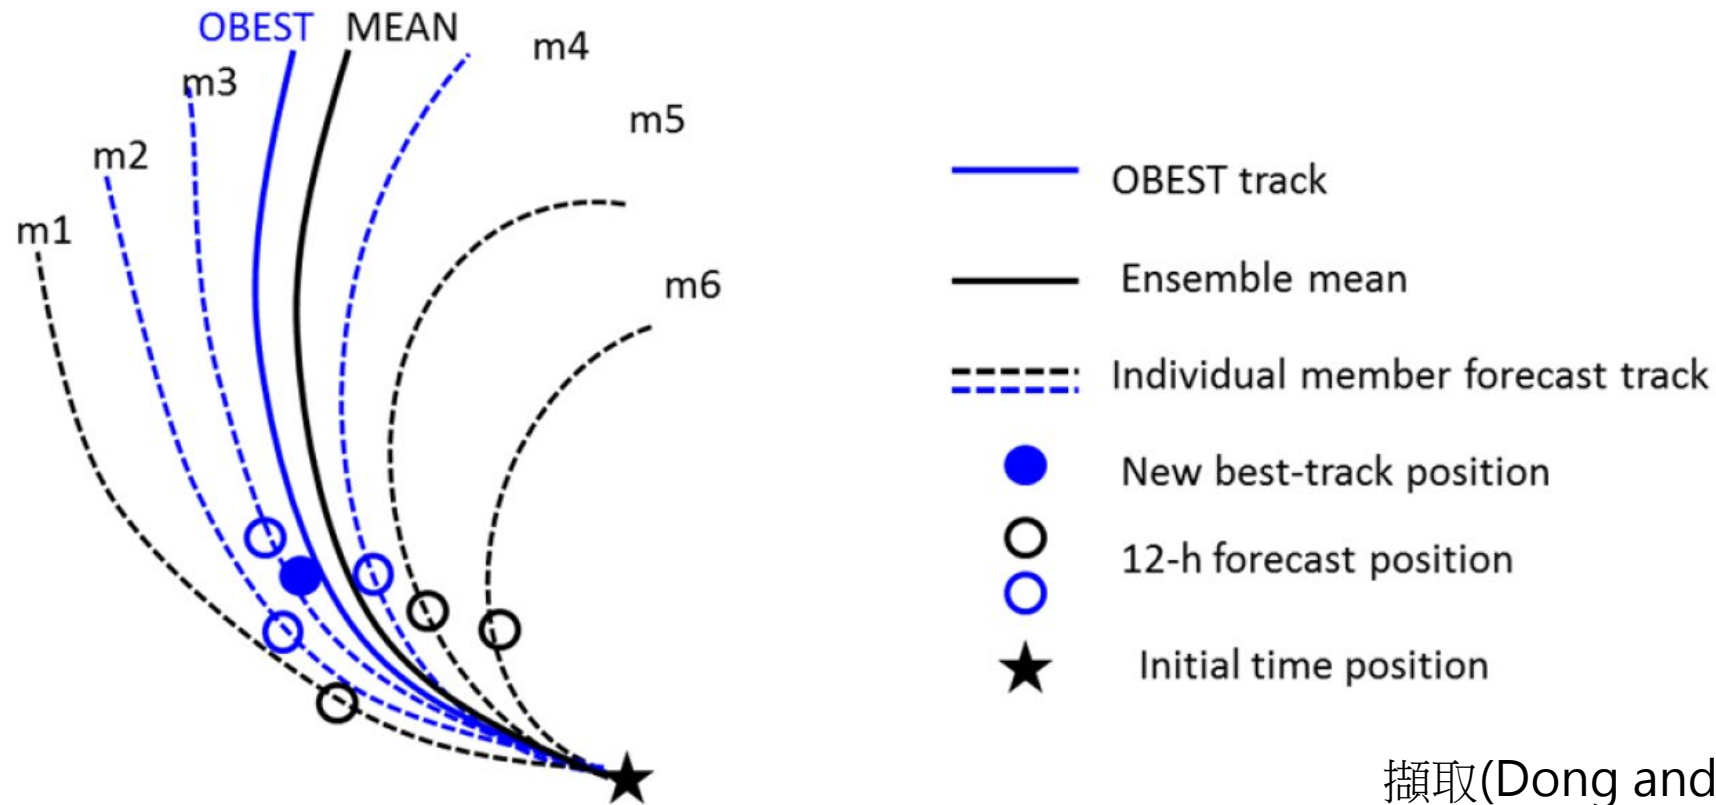 OBEST MEAN
m4
m3
m5
m2
m1
m6
OBEST track
Ensemble mean
Individual member forecast track
New best-track position
12-h forecast position
Initial time position
擷取(Dong and